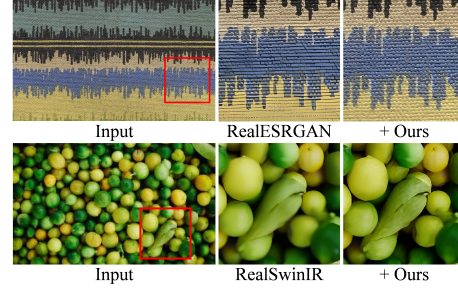 Input
RealESRGAN
+ Ours
Input
RealSwinIR
+ Ours